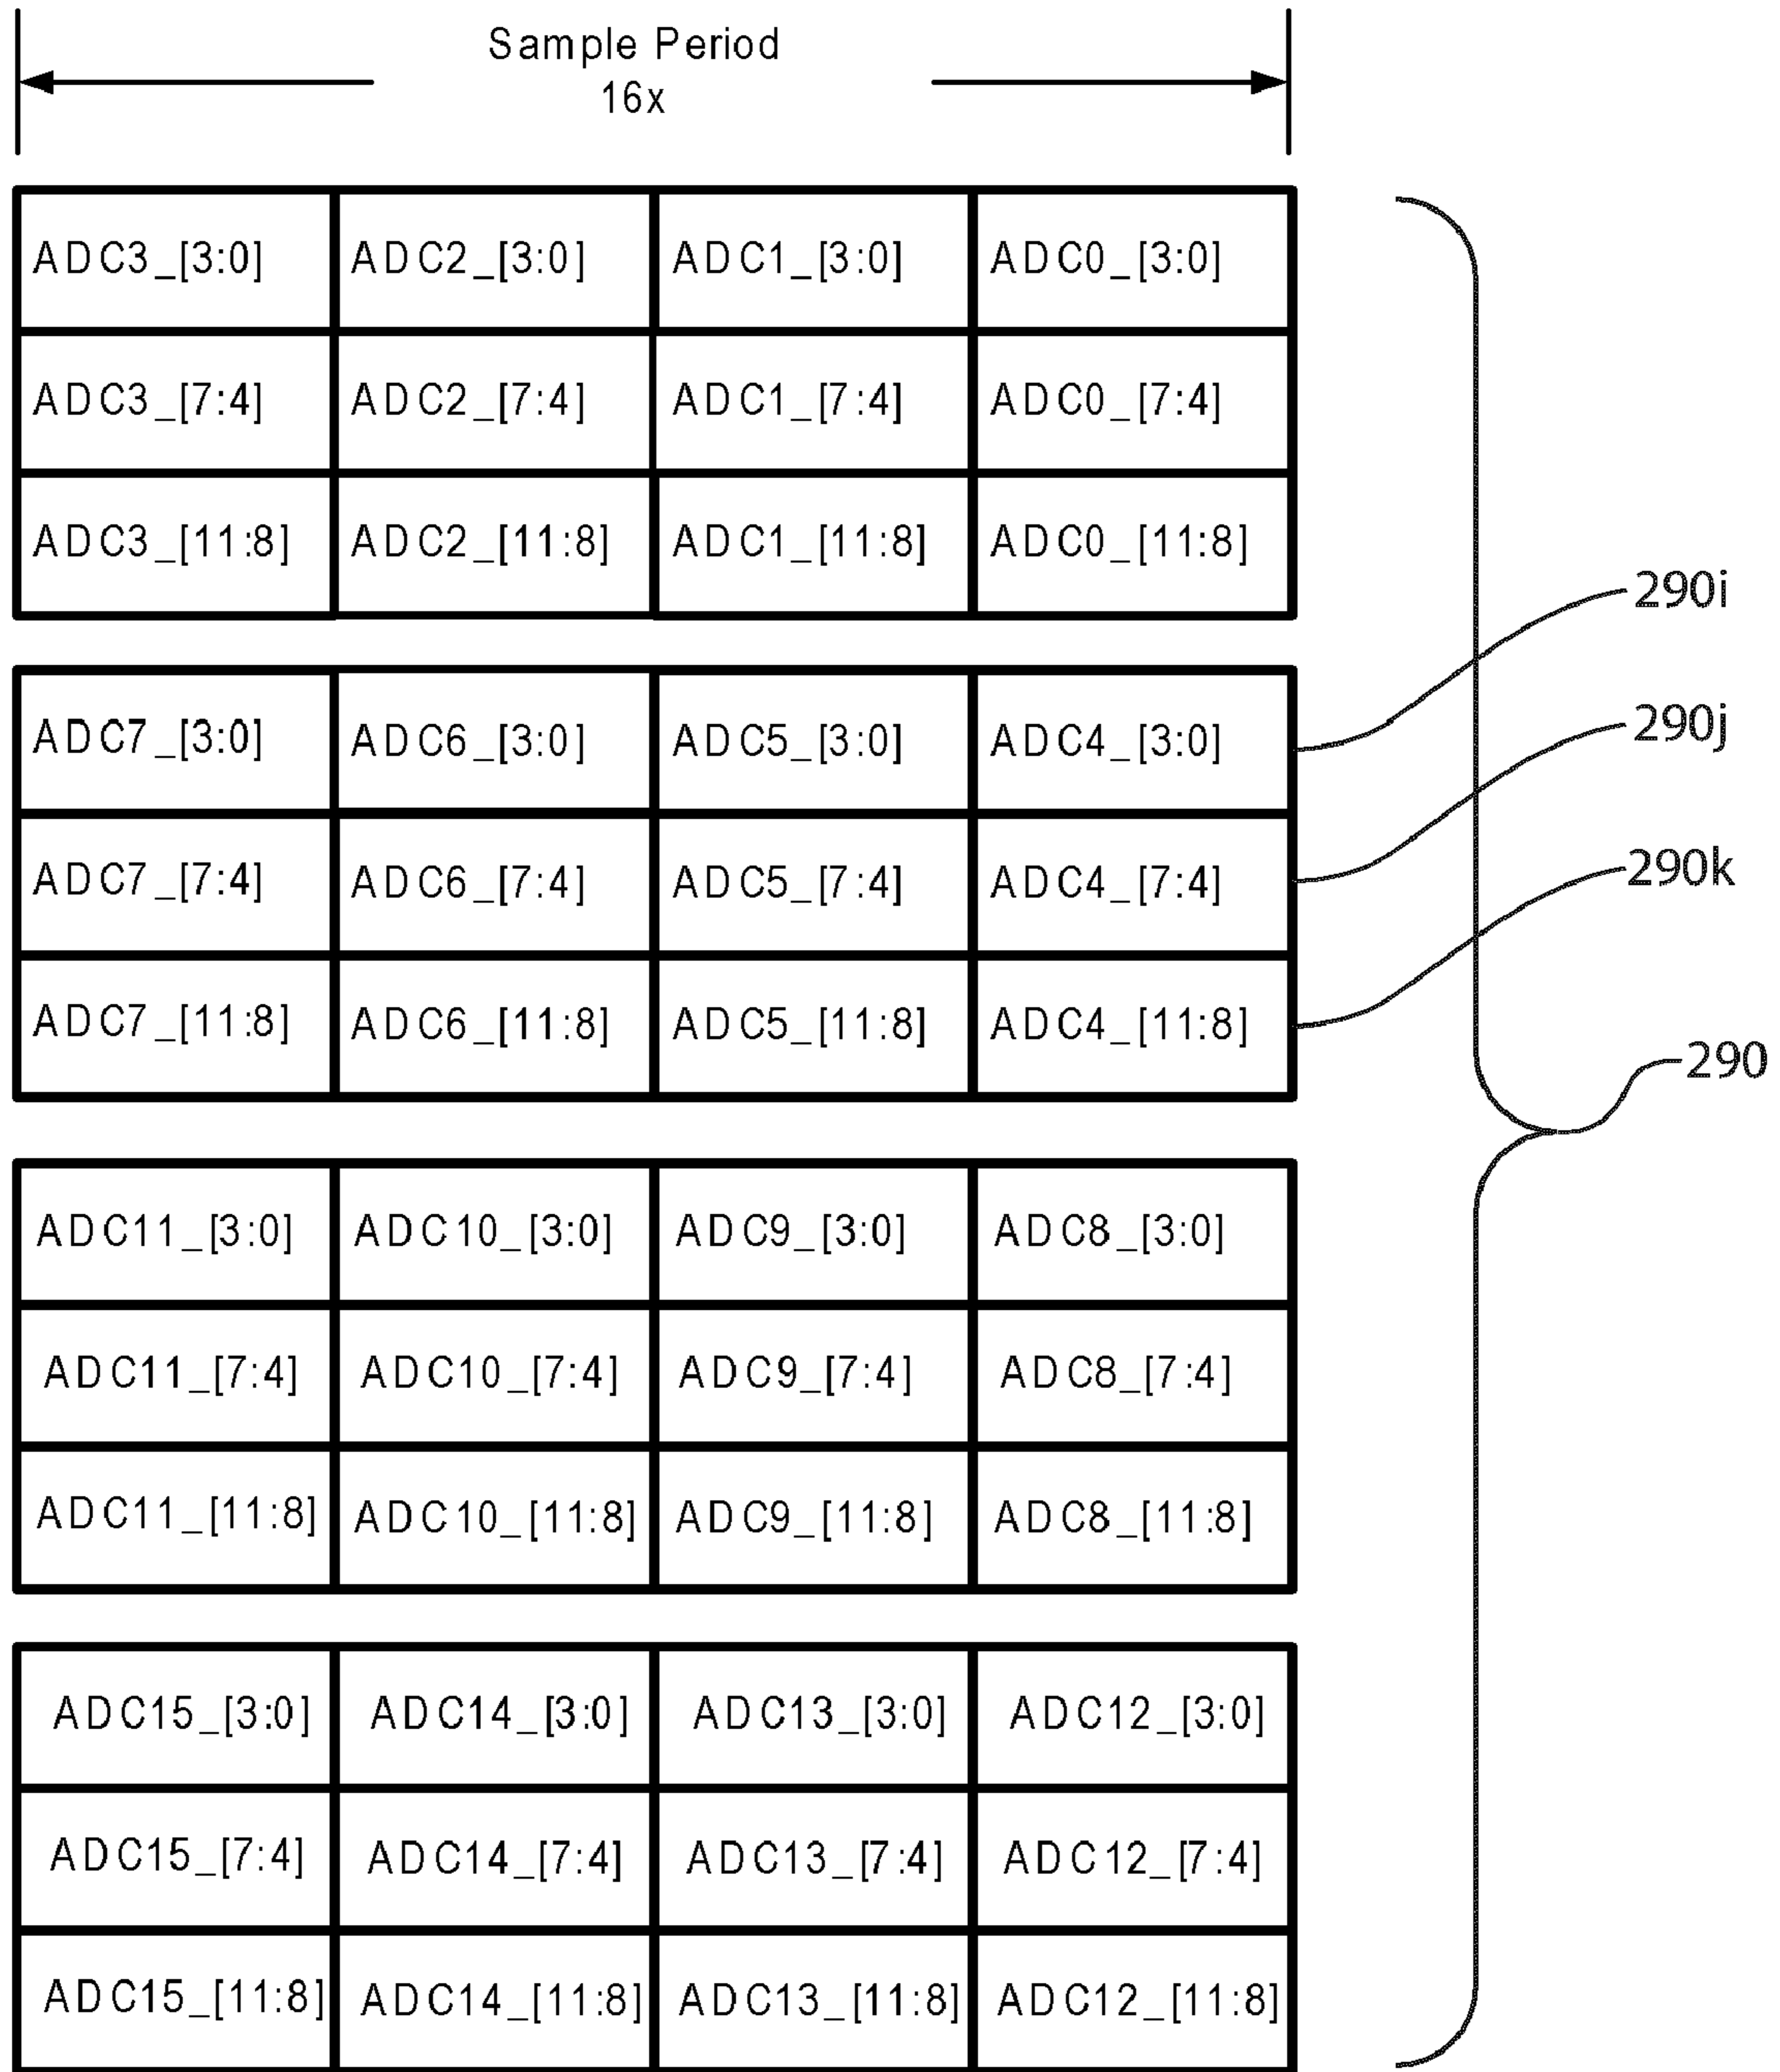 Sample Period
16x
ADC3_[3:0] ADC2_[3:0] ADC1_[3:0] ADC0_[3:0]
ADC3_[7:4] ADC2_[7:4] ADC1_[7:4] ADC0_[7:4]
ADC3_[11:8] ADC2_[11:8] ADC1_[11:8] ADC0_[11:8]
290i
ADC7_[3:0] ADC6_[3:0] ADC5_[3:0] ADC4_[3:0]
290j
ADC7_[7:4] ADC6_[7:4] ADC5_[7:4] ADC4_[7:4]
290k
ADC7_[11:8] ADC6_[11:8] ADC5_[11:8] ADC4_[11:8]
290
ADC11_[3:0] ADC10_[3:0] ADC9_[3:0] ADC8_[3:0]
ADC11_[7:4] ADC10_[7:4] ADC9_[7:4] ADC8_[7:4]
ADC11_[11:8] ADC10_[11:8] ADC9_[11:8] ADC8_[11:8]
ADC15_[3:0] ADC14_[3:0] ADC13_[3:0] ADC12_[3:0]
ADC15_[7:4] ADC14_[7:4] ADC13_[7:4] ADC12_[7:4]
ADC15_[11:8] ADC14_[11:8] ADC13_[11:8] ADC12_[11:8]